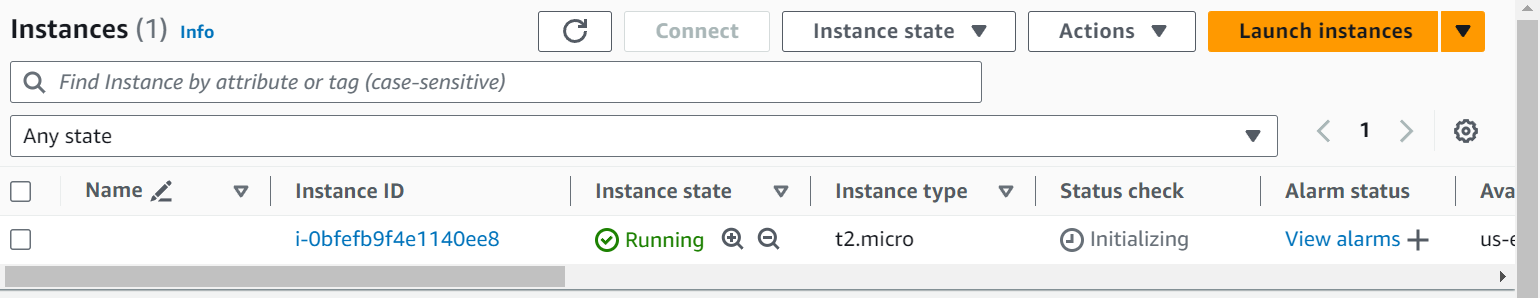 Instances (1) Info Connect Instance state Actions Launch instances
Find Instance by attribute or tag (case-sensitive)
Any state 1
Name Instance ID Instance state Instance type Status check Alarm status Ava
i-0bfefb9f4e1140ee8 Running t2.micro Initializing View alarms + us-e